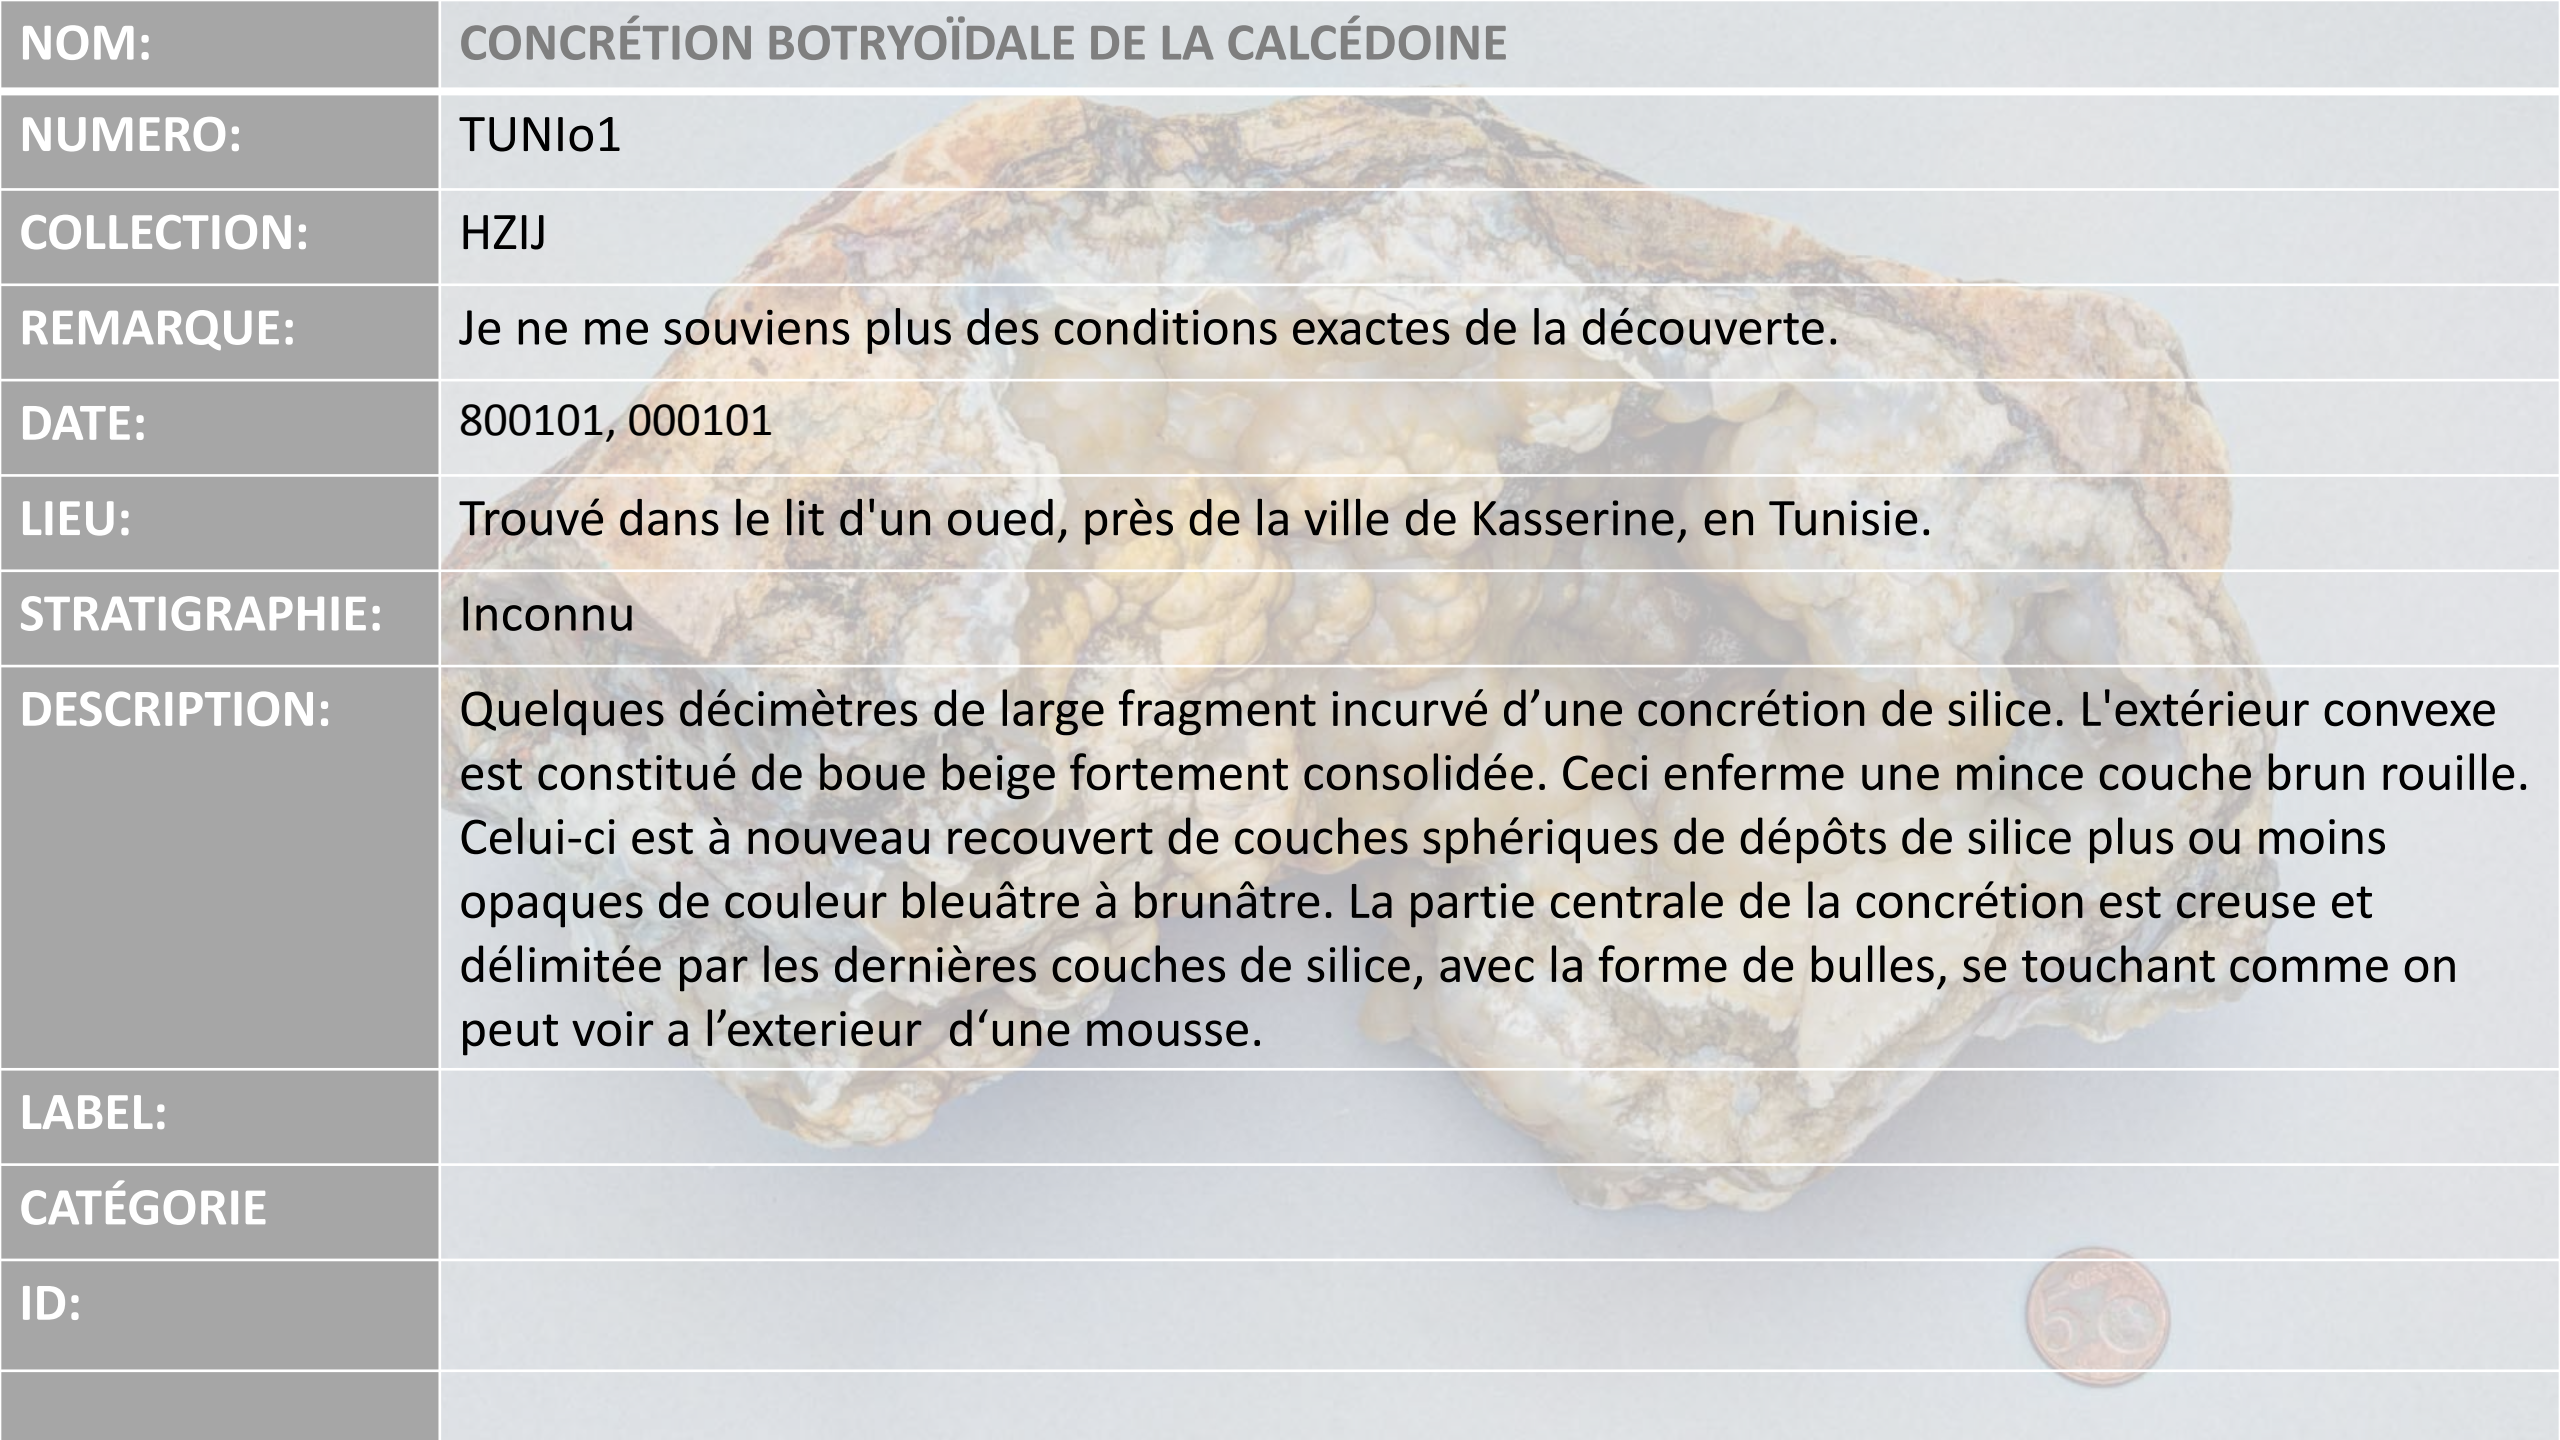 NOM: CONCRÉTION BOTRYOÏDALE DE LA CALCÉDOINE
NUMERO: TUNIo1
COLLECTION: HZIJ
REMARQUE: Je ne me souviens plus des conditions exactes de la découverte.
DATE: 800101, 000101
LIEU: Trouvé dans le lit d'un oued, près de la ville de Kasserine, en Tunisie.
STRATIGRAPHIE: Inconnu
DESCRIPTION: Quelques décimètres de large fragment incurvé d’une concrétion de silice. L'extérieur convexe
est constitué de boue beige fortement consolidée. Ceci enferme une mince couche brun rouille.
Celui-ci est à nouveau recouvert de couches sphériques de dépôts de silice plus ou moins
opaques de couleur bleuâtre à brunâtre. La partie centrale de la concrétion est creuse et
délimitée par les dernières couches de silice, avec la forme de bulles, se touchant comme on
peut voir a l’exterieur  d‘une mousse.
LABEL:
CATÉGORIE
ID:
5